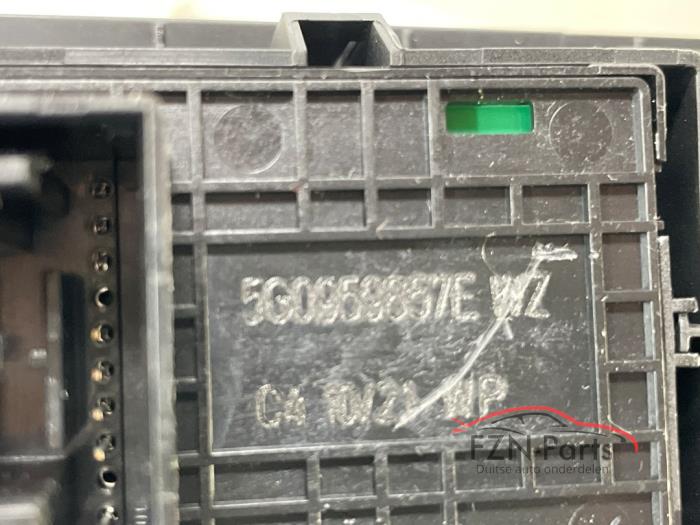 5G0959857E WZ
C4 10/21 WP
FZN-Parts
Duitse auto onderdelen